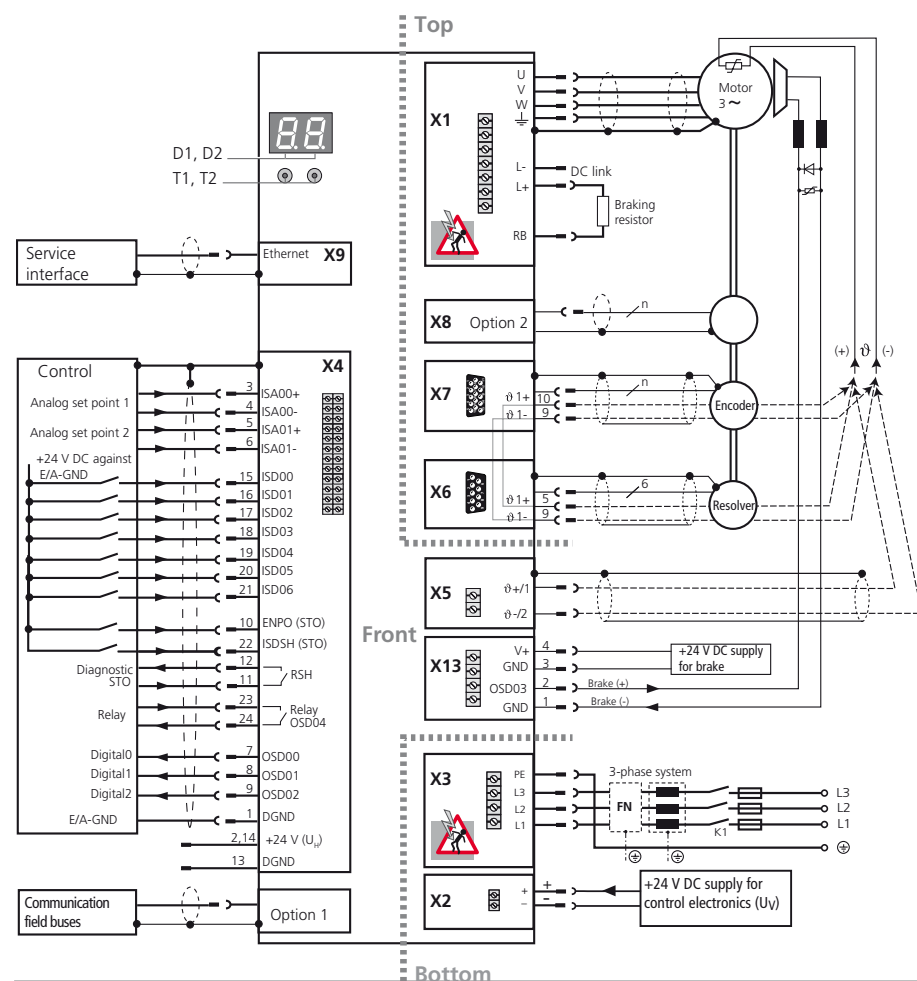 Top
U
V
W
X1
Motor
3 ~
8.8.
D1, D2
T1, T2
L-
DC link
L+
Braking
resistor
RB
Service
interface
Ethernet
X9
X8
Option 2
n
Control
X4
Analog set point 1
3
ISA00+
4
ISA00-
Analog set point 2
5
ISA01+
6
ISA01-
+24 V DC against
E/A-GND
15
ISD00
16
ISD01
17
ISD02
18
ISD03
19
ISD04
20
ISD05
21
ISD06
10
ENPO (STO)
22
ISDSH (STO)
Diagnostic
STO
12
11
RSH
Relay
23
24
Relay
OSD04
Digital0
7
OSD00
Digital1
8
OSD01
Digital2
9
OSD02
E/A-GND
1
DGND
2,14
+24 V (UH)
13
DGND
Communication
field buses
Option 1
X7
n
ϑ 1+
10
ϑ 1-
9
Encoder
(+)
ϑ
(-)
X6
6
ϑ 1+
5
ϑ 1-
9
Resolver
X5
ϑ+/1
ϑ-/2
Front
X13
V+
4
GND
3
+24 V DC supply
for brake
OSD03
2
Brake (+)
GND
1
Brake (-)
X3
PE
L3
L2
L1
3-phase system
FN
K1
L3
L2
L1
X2
+
–
+
-
+24 V DC supply for
control electronics (UV)
Bottom